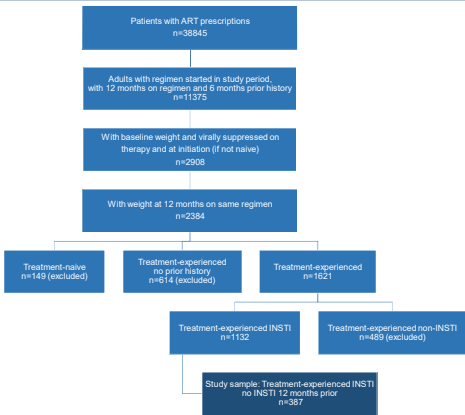 Patients with ART prescriptions
n=38845
Adults with regimen started in study period,
with 12 months on regimen and 6 months prior history
n=11375
With baseline weight and virally suppressed on
therapy and at initiation (if not naive)
n=2908
With weight at 12 months on same regimen
n=2384
Treatment-naive
n=149 (excluded)
Treatment-experienced
no prior history
n=614 (excluded)
Treatment-experienced
n=1621
Treatment-experienced INSTI
n=1132
Treatment-experienced non-INSTI
n=489 (excluded)
Study sample: Treatment-experienced INSTI
no INSTI 12 months prior
n=387